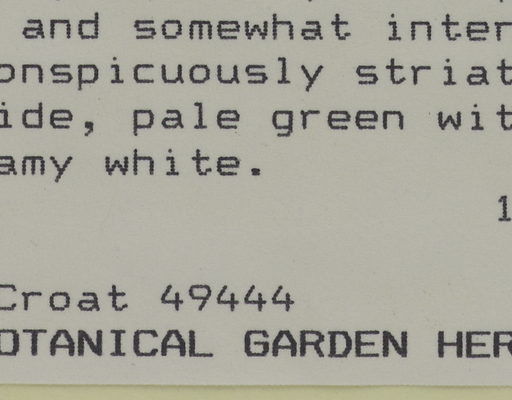 and somewhat inter
onspicuously striat
ide, pale green wit
amy white.
1
Croat 49444
OTANICAL GARDEN HER